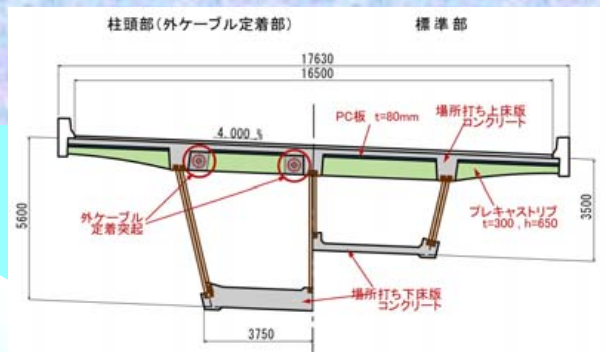 柱頭部(外ケーブル定着部)
標準部
17630
16500
PC板 t=80mm
場所打ち上床版
コンクリート
4.000 %
5600
外ケーブル
定着突起
プレキャストリブ
t=300 , h=650
3500
場所打ち下床版
コンクリート
3750